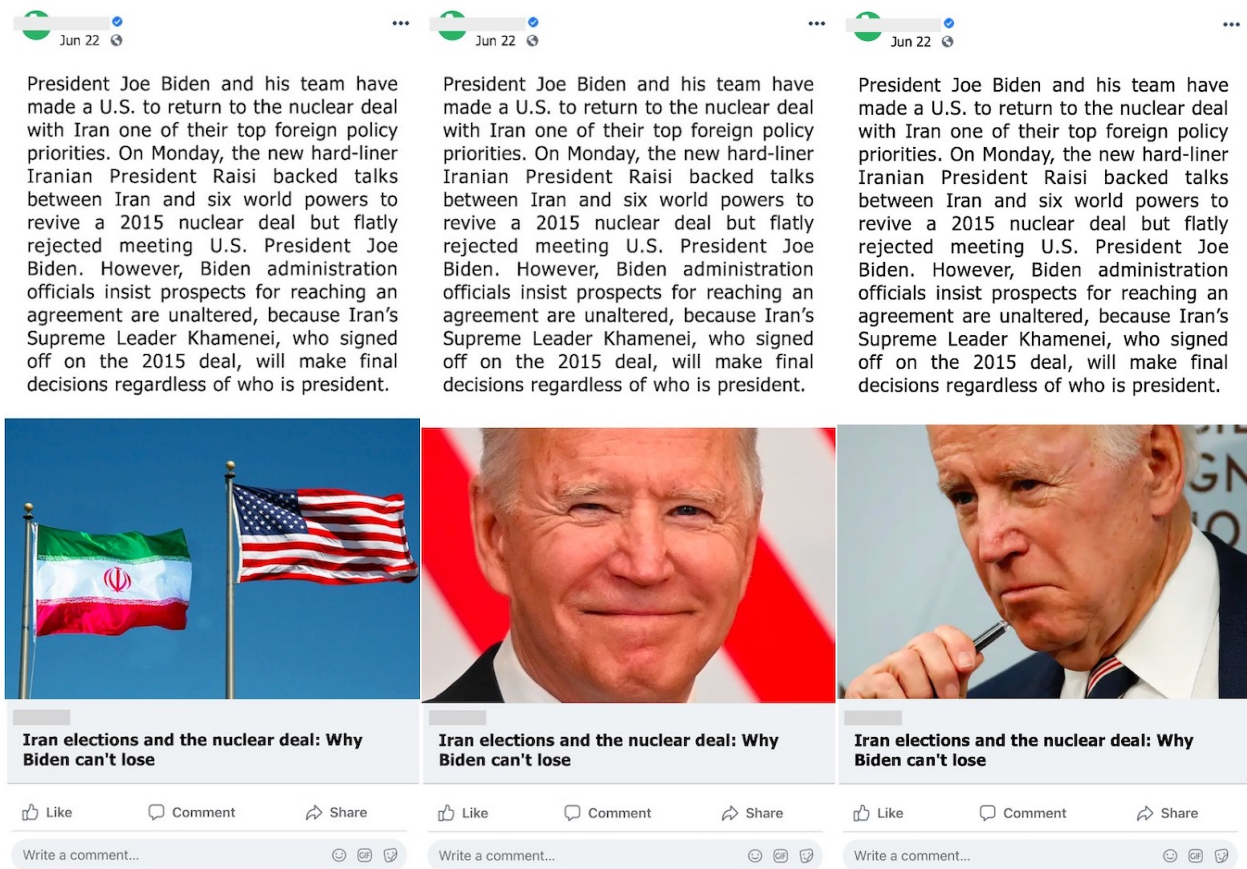 Jun 22
President Joe Biden and his team have
made a U.S. to return to the nuclear deal
with Iran one of their top foreign policy
priorities. On Monday, the new hard-liner
Iranian President Raisi backed talks
between Iran and six world powers to
revive a 2015 nuclear deal but flatly
rejected meeting U.S. President Joe
Biden. However, Biden administration
officials insist prospects for reaching an
agreement are unaltered, because Iran's
Supreme Leader Khamenei, who signed
off on the 2015 deal, will make final
decisions regardless of who is president.
Iran elections and the nuclear deal: Why
Biden can't lose
Like Comment Share
Write a comment...
GIF
Jun 22
President Joe Biden and his team have
made a U.S. to return to the nuclear deal
with Iran one of their top foreign policy
priorities. On Monday, the new hard-liner
Iranian President Raisi backed talks
between Iran and six world powers to
revive a 2015 nuclear deal but flatly
rejected meeting U.S. President Joe
Biden. However, Biden administration
officials insist prospects for reaching an
agreement are unaltered, because Iran's
Supreme Leader Khamenei, who signed
off on the 2015 deal, will make final
decisions regardless of who is president.
Iran elections and the nuclear deal: Why
Biden can't lose
Like Comment Share
Write a comment...
GIF
Jun 22
President Joe Biden and his team have
made a U.S. to return to the nuclear deal
with Iran one of their top foreign policy
priorities. On Monday, the new hard-liner
Iranian President Raisi backed talks
between Iran and six world powers to
revive a 2015 nuclear deal but flatly
rejected meeting U.S. President Joe
Biden. However, Biden administration
officials insist prospects for reaching an
agreement are unaltered, because Iran's
Supreme Leader Khamenei, who signed
off on the 2015 deal, will make final
decisions regardless of who is president.
GN
Iran elections and the nuclear deal: Why
Biden can't lose
Like Comment Share
Write a comment...
GIF